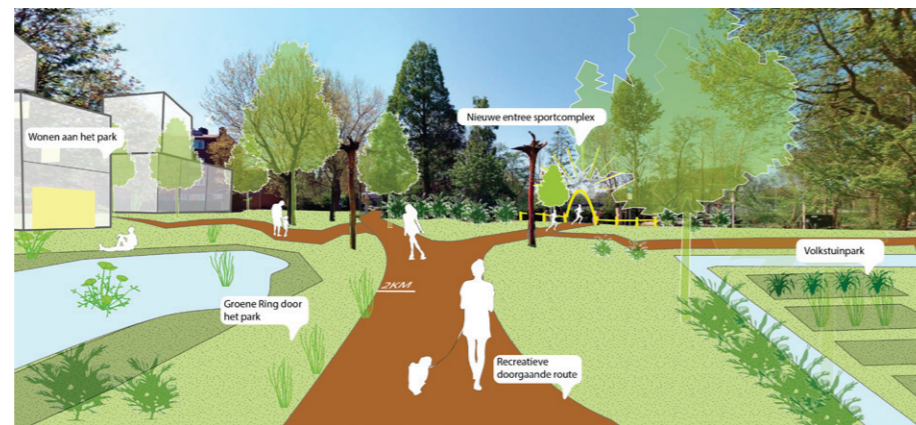 Nieuwe entree sportcomplex
Wonen aan het park
Volkstuinpark
2KM
Groene Ring door
het park
Recreatieve
doorgaande route